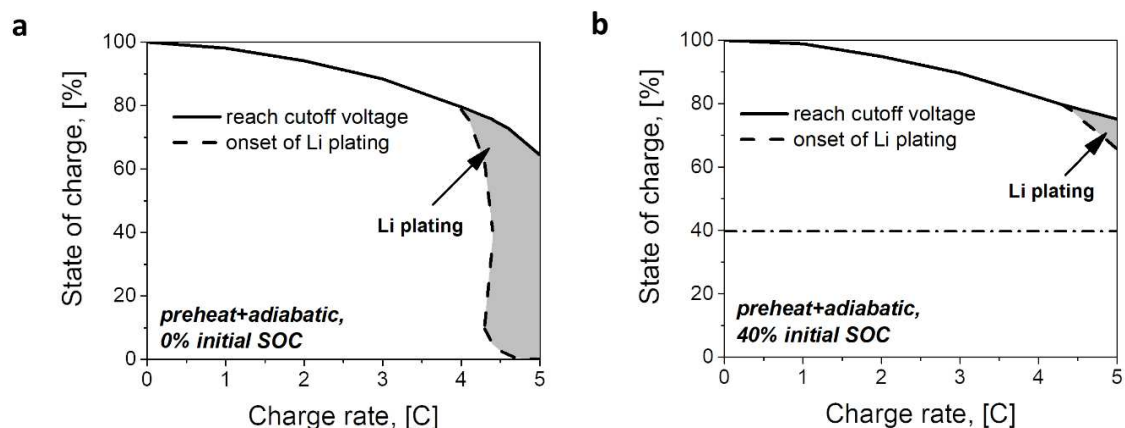 a
100
80
60
40
20
0
State of charge, [%]
reach cutoff voltage
onset of Li plating
Li plating
preheat+adiabatic,
0% initial SOC
0 1 2 3 4 5
Charge rate, [C]
b
100
80
60
40
20
0
State of charge, [%]
reach cutoff voltage
onset of Li plating
Li plating
preheat+adiabatic,
40% initial SOC
0 1 2 3 4 5
Charge rate, [C]